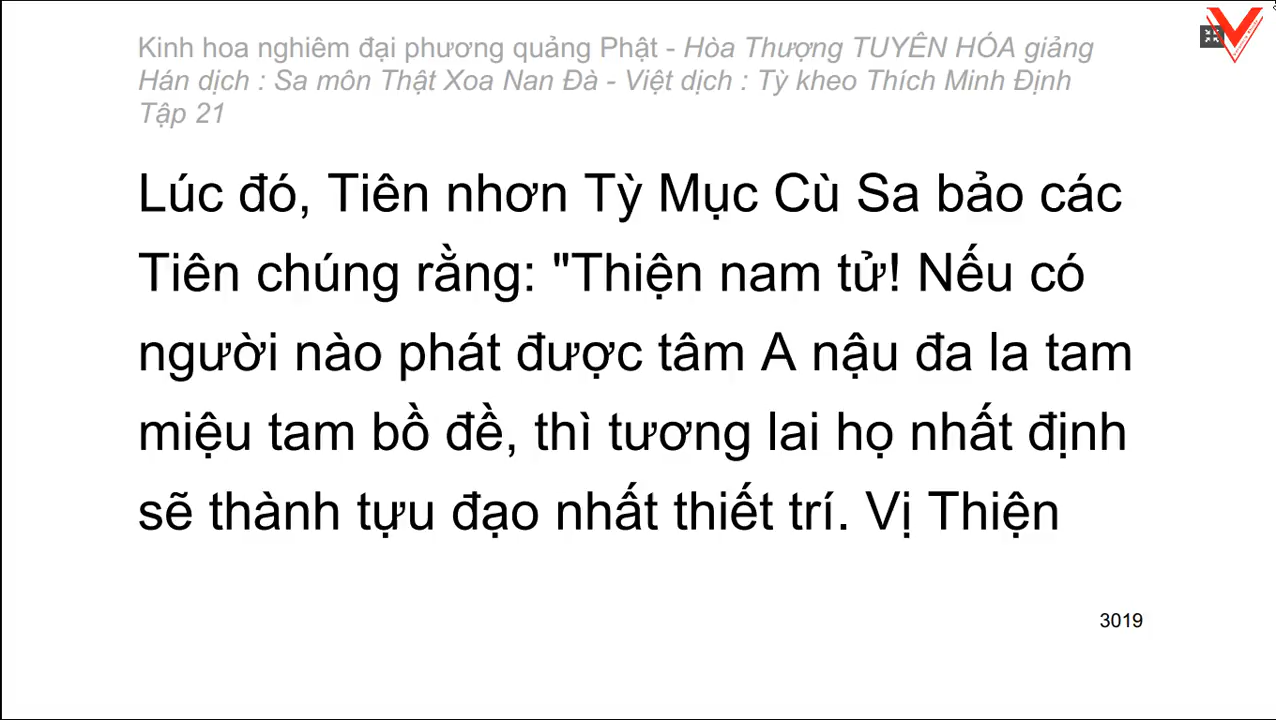 Kinh hoa nghiêm đại phương quảng Phật - Hòa Thượng TUYÊN HÓA giảng
Hán dịch : Sa môn Thật Xoa Nan Đà - Việt dịch : Tỳ kheo Thích Minh Định
Tập 21
Lúc đó, Tiên nhơn Tỳ Mục Cù Sa bảo các
Tiên chúng rằng: "Thiện nam tử! Nếu có
người nào phát được tâm A nậu đa la tam
miệu tam bồ đề, thì tương lai họ nhất định
sẽ thành tựu đạo nhất thiết trí. Vị Thiện
3019